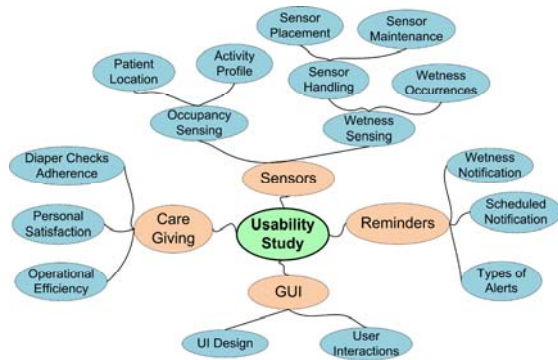 Sensor
Placement
Sensor
Maintenance
Patient
Location
Activity
Profile
Sensor
Handling
Wetness
Occurrences
Occupancy
Sensing
Wetness
Sensing
Diaper Checks
Adherence
Sensors
Wetness
Notification
Personal
Satisfaction
Care
Giving
Usability
Study
Reminders
Scheduled
Notification
Operational
Efficiency
GUI
Types of
Alerts
UI Design
User
Interactions